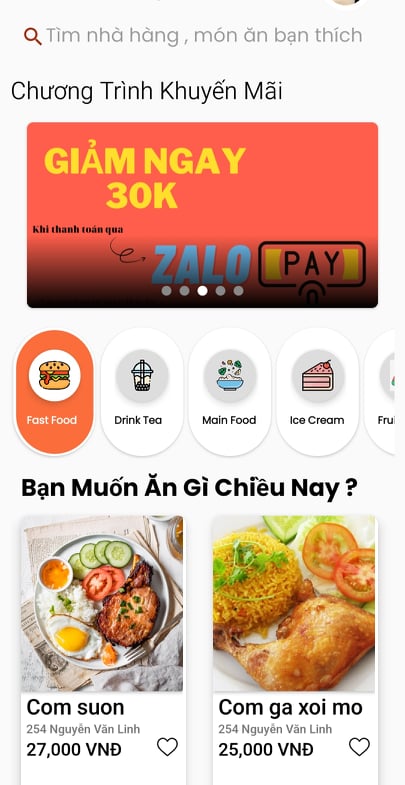 Tìm nhà hàng , món ăn bạn thích
Chương Trình Khuyến Mãi
GIẢM NGAY
30K
Khi thanh toán qua
ZALO PAY
Fast Food
Drink Tea
Main Food
Ice Cream
Frui
Bạn Muốn Ăn Gì Chiều Nay ?
Com suon
254 Nguyễn Văn Linh
27,000 VNĐ
Com ga xoi mo
254 Nguyễn Văn Linh
25,000 VNĐ